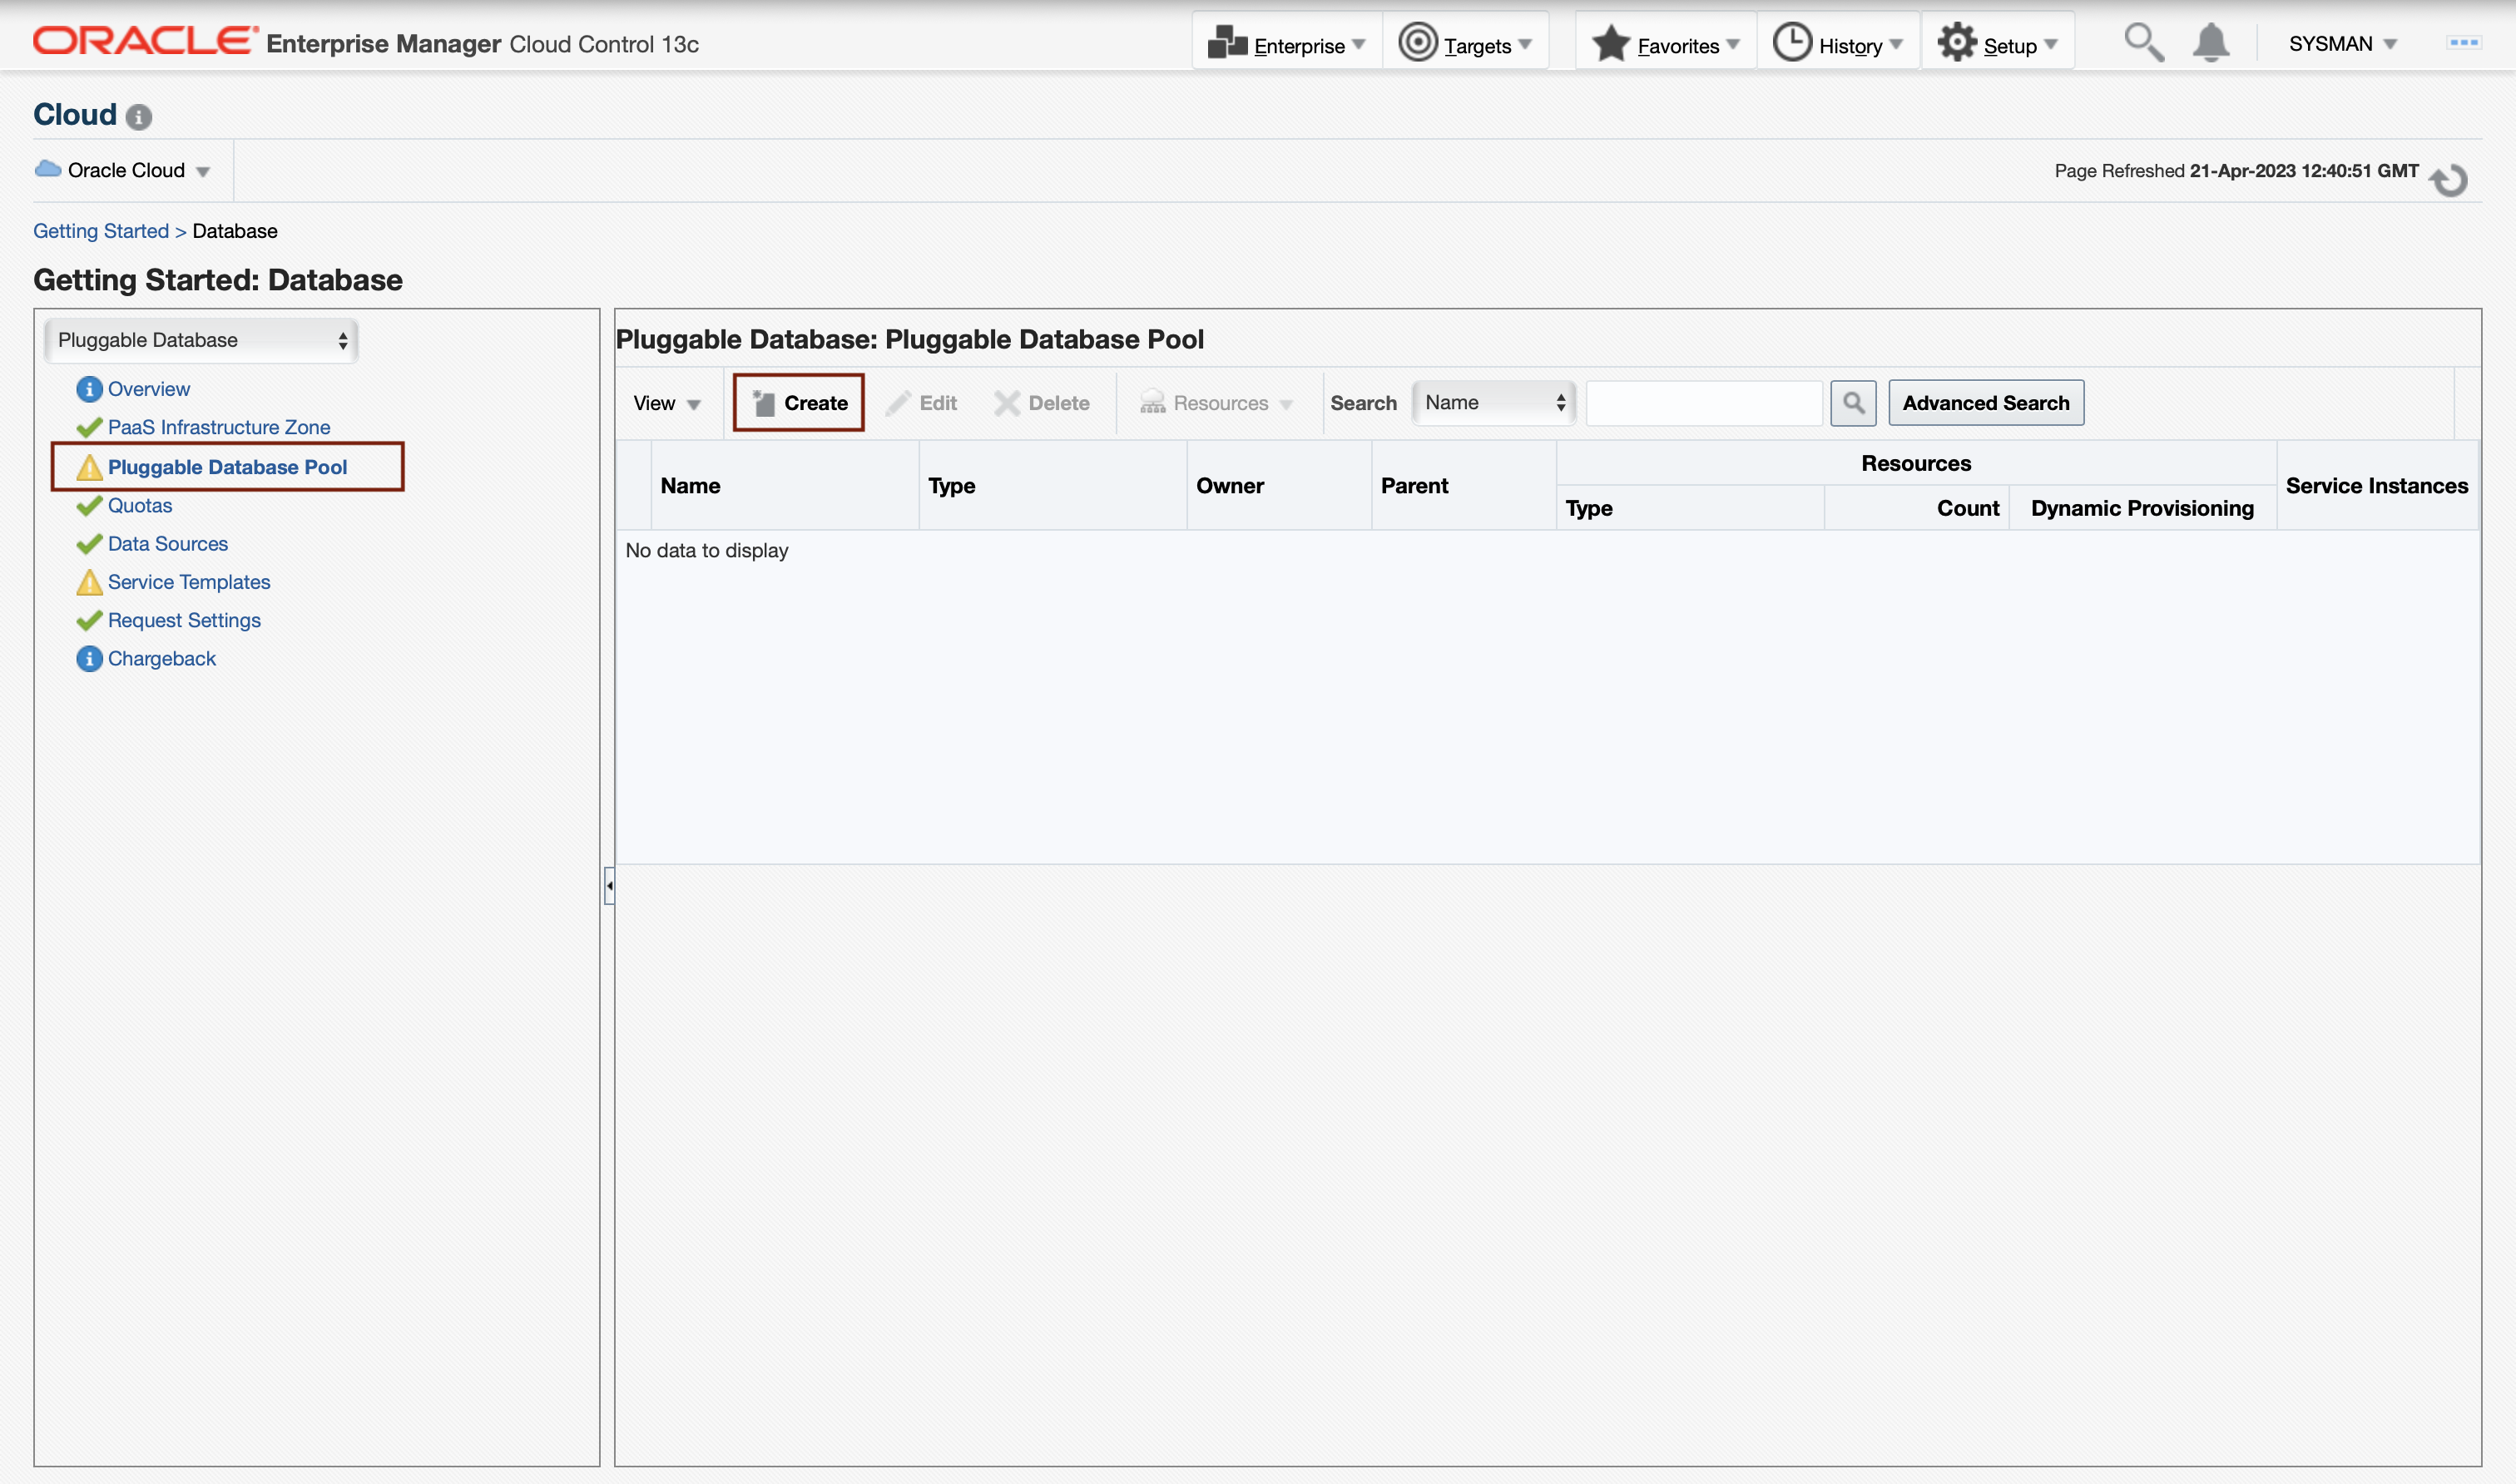 ORACLE Enterprise Manager Cloud Control 13c
Enterprise Targets Favorites History Setup SYSMAN
Cloud
Oracle Cloud
Page Refreshed 21-Apr-2023 12:40:51 GMT
Getting Started > Database
Getting Started: Database
Pluggable Database
Overview
PaaS Infrastructure Zone
Pluggable Database Pool
Quotas
Data Sources
Service Templates
Request Settings
Chargeback
Pluggable Database: Pluggable Database Pool
View Create Edit Delete Resources Search Name Advanced Search
Name Type Owner Parent Resources Service Instances
Type Count Dynamic Provisioning
No data to display